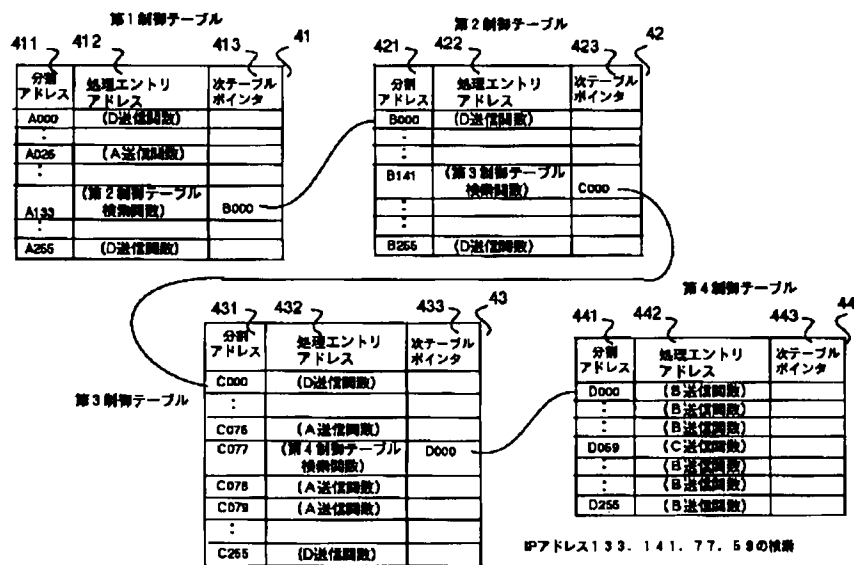 第1制御テーブル
411 412 413 41
分割アドレス 処理エントリアドレス 次テーブルポインタ
A000 (D送信関数)
:
A026 (A送信関数)
:
A133 (第2制御テーブル検索関数) B000
:
A255 (D送信関数)
第2制御テーブル
421 422 423 42
分割アドレス 処理エントリアドレス 次テーブルポインタ
B000 (D送信関数)
:
B141 (第3制御テーブル検索関数) C000
:
:
B255 (D送信関数)
第3制御テーブル
431 432 433 43
分割アドレス 処理エントリアドレス 次テーブルポインタ
C000 (D送信関数)
:
C076 (A送信関数)
C077 (第4制御テーブル検索関数) D000
C078 (A送信関数)
C079 (A送信関数)
:
C255 (D送信関数)
第4制御テーブル
441 442 443 44
分割アドレス 処理エントリアドレス 次テーブルポインタ
D000 (B送信関数)
: (B送信関数)
: (B送信関数)
D059 (C送信関数)
: (B送信関数)
: (B送信関数)
D255 (B送信関数)
IPアドレス133．141．77．59の検索